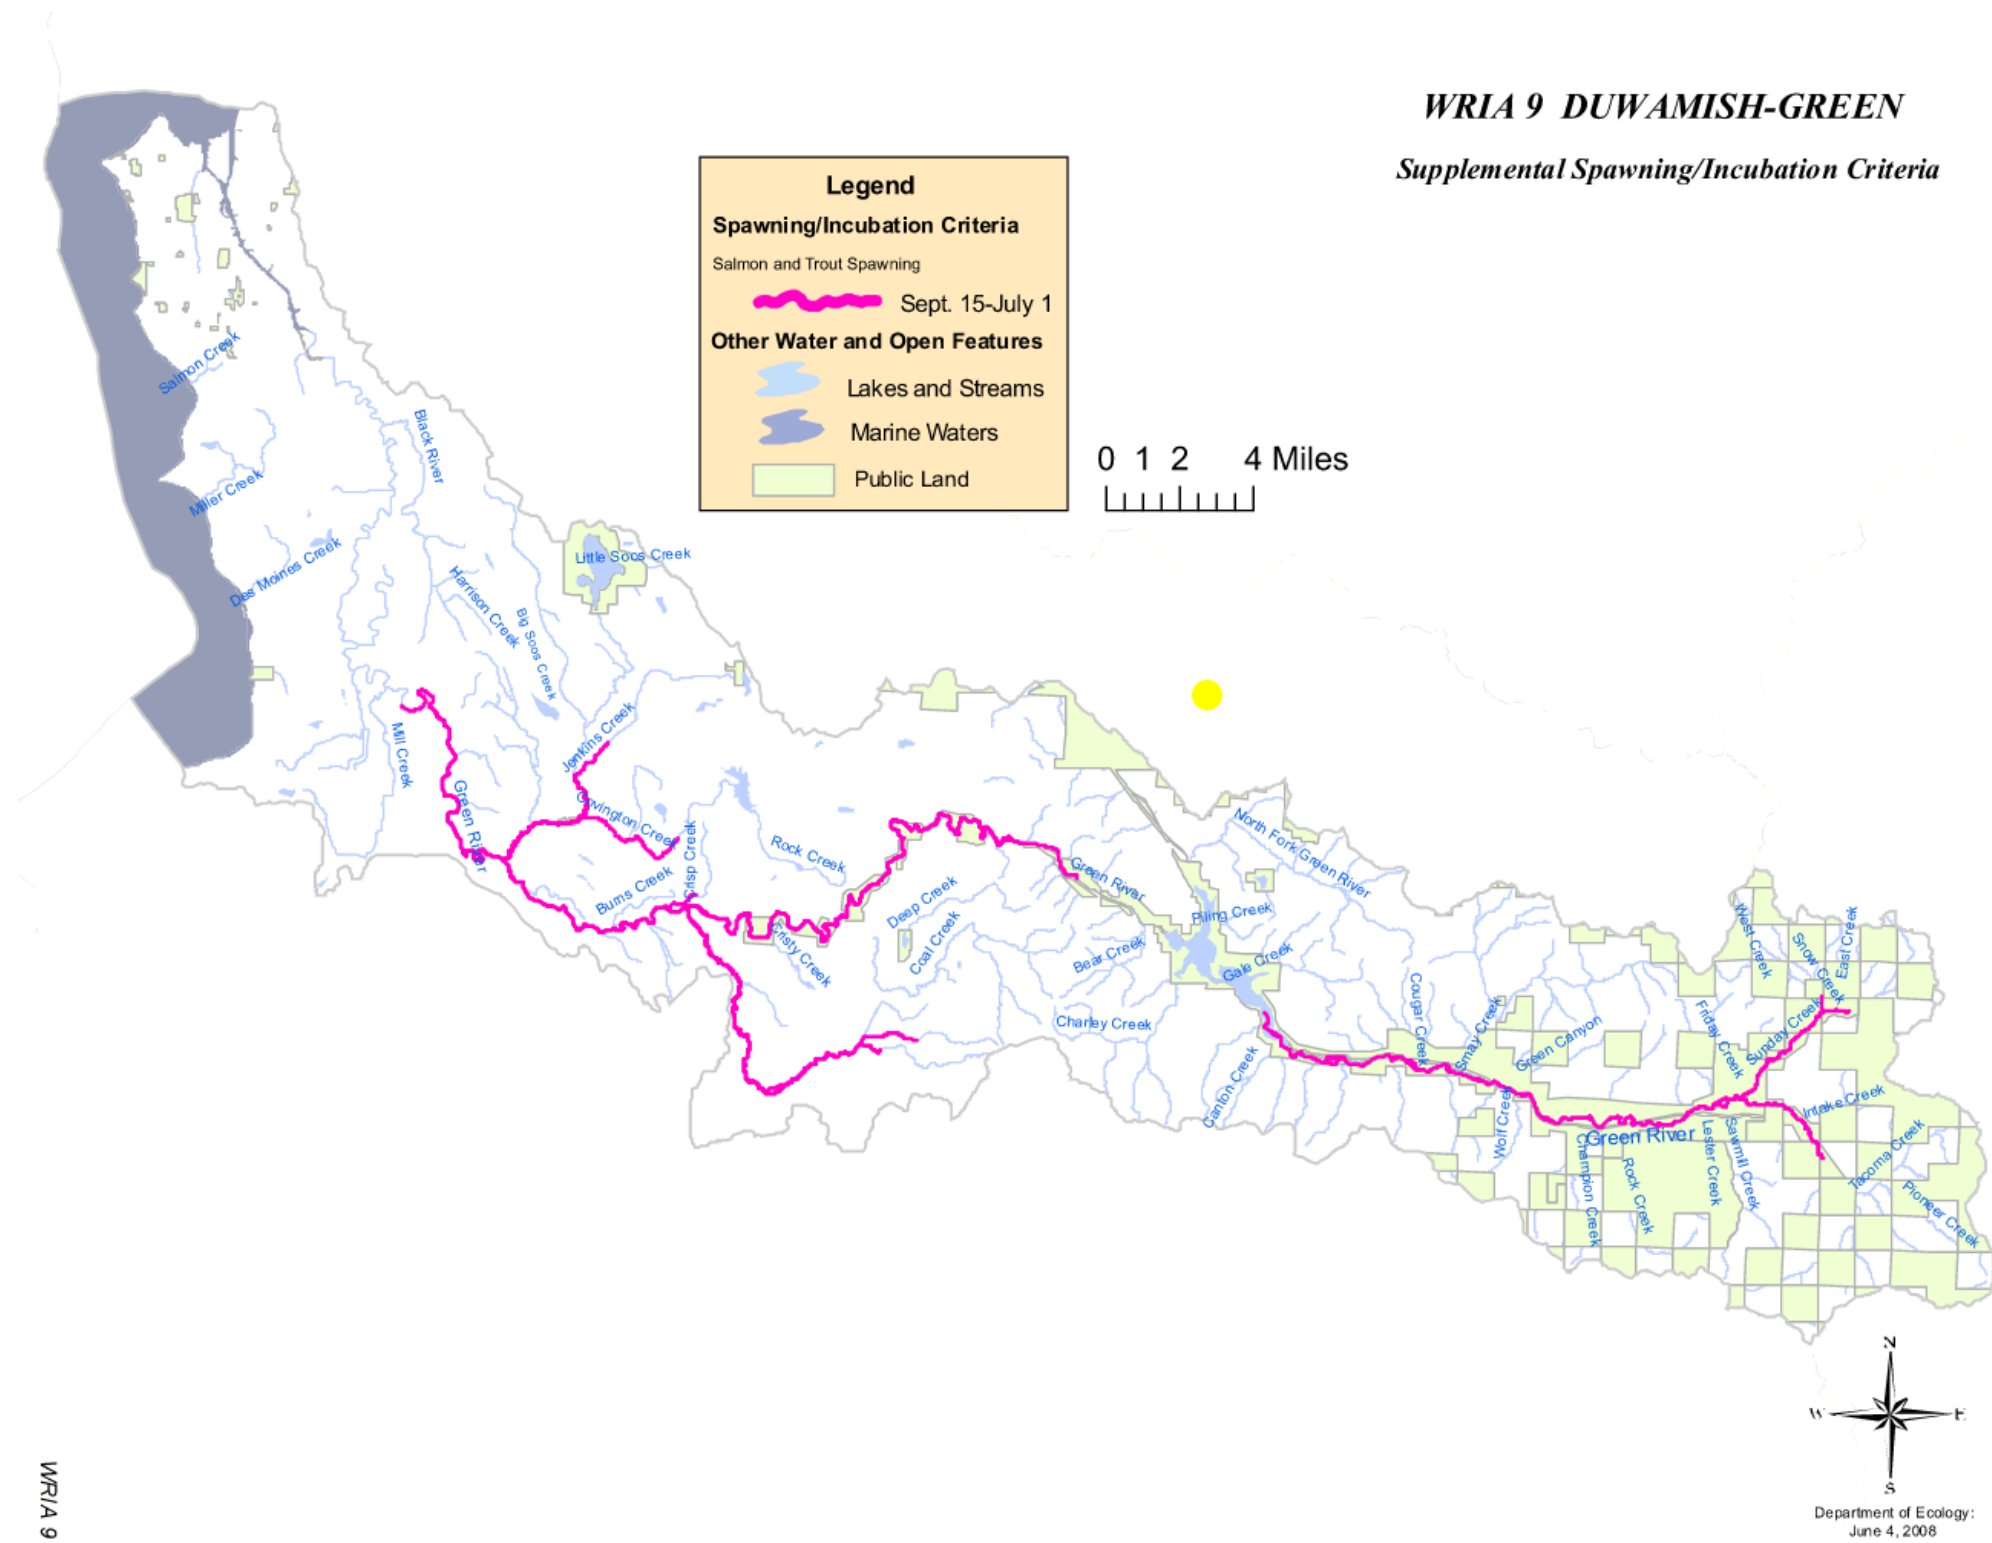 WRIA 9 DUWAMISH-GREEN
Supplemental Spawning/Incubation Criteria
Legend
Spawning/Incubation Criteria
Salmon and Trout Spawning
Sept. 15-July 1
Other Water and Open Features
Lakes and Streams
Marine Waters
Public Land
0 1 2 4 Miles
Salmon Creek
Black River
Miller Creek
Des Moines Creek
Little Soos Creek
Harrison Creek
Big Soos Creek
Mill Creek
Jenkins Creek
Green River
Covington Creek
Crisp Creek
Burns Creek
Rock Creek
Cristy Creek
Deep Creek
Coal Creek
Green River
North Fork Green River
Piling Creek
Bear Creek
Gale Creek
Charley Creek
Canton Creek
Cougar Creek
Smay Creek
Green Canyon
Wolf Creek
Friday Creek
West Creek
Snow Creek
East Creek
Sunday Creek
Intake Creek
Green River
Champion Creek
Rock Creek
Lester Creek
Sawmill Creek
Tacoma Creek
Pioneer Creek
N
W E
S
Department of Ecology:
June 4, 2008
WRIA 9